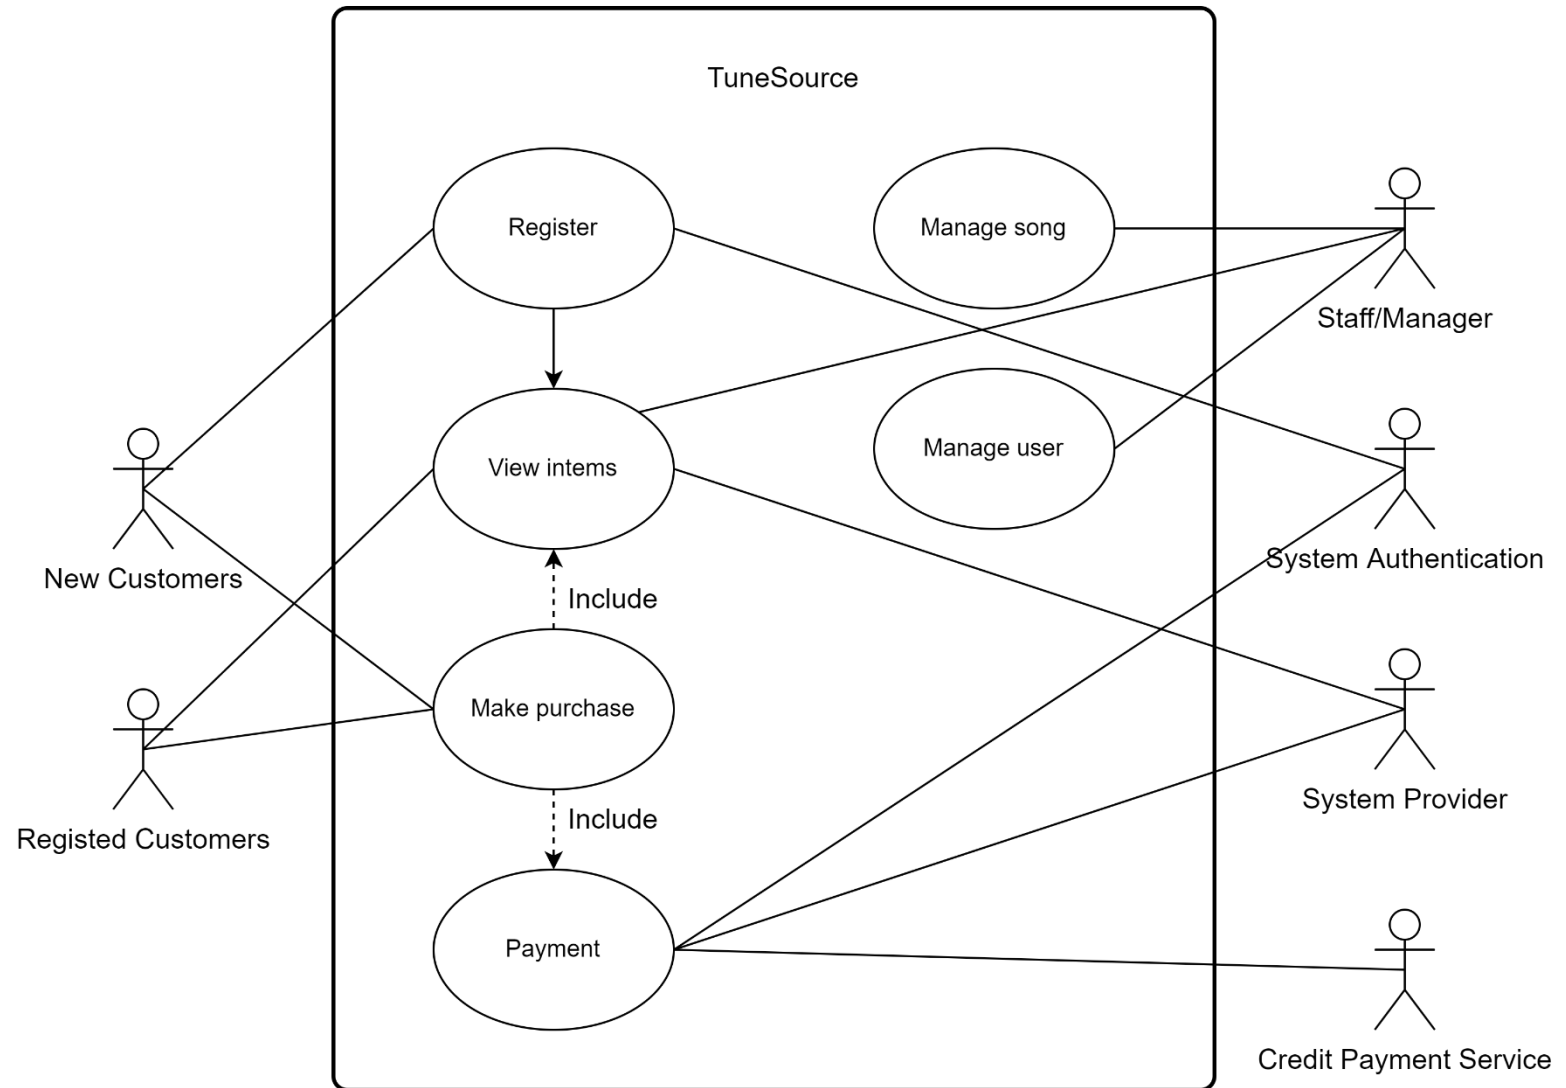 TuneSource
Register
Manage song
Staff/Manager
View intems
Manage user
New Customers
System Authentication
Include
Make purchase
Registed Customers
System Provider
Include
Payment
Credit Payment Service